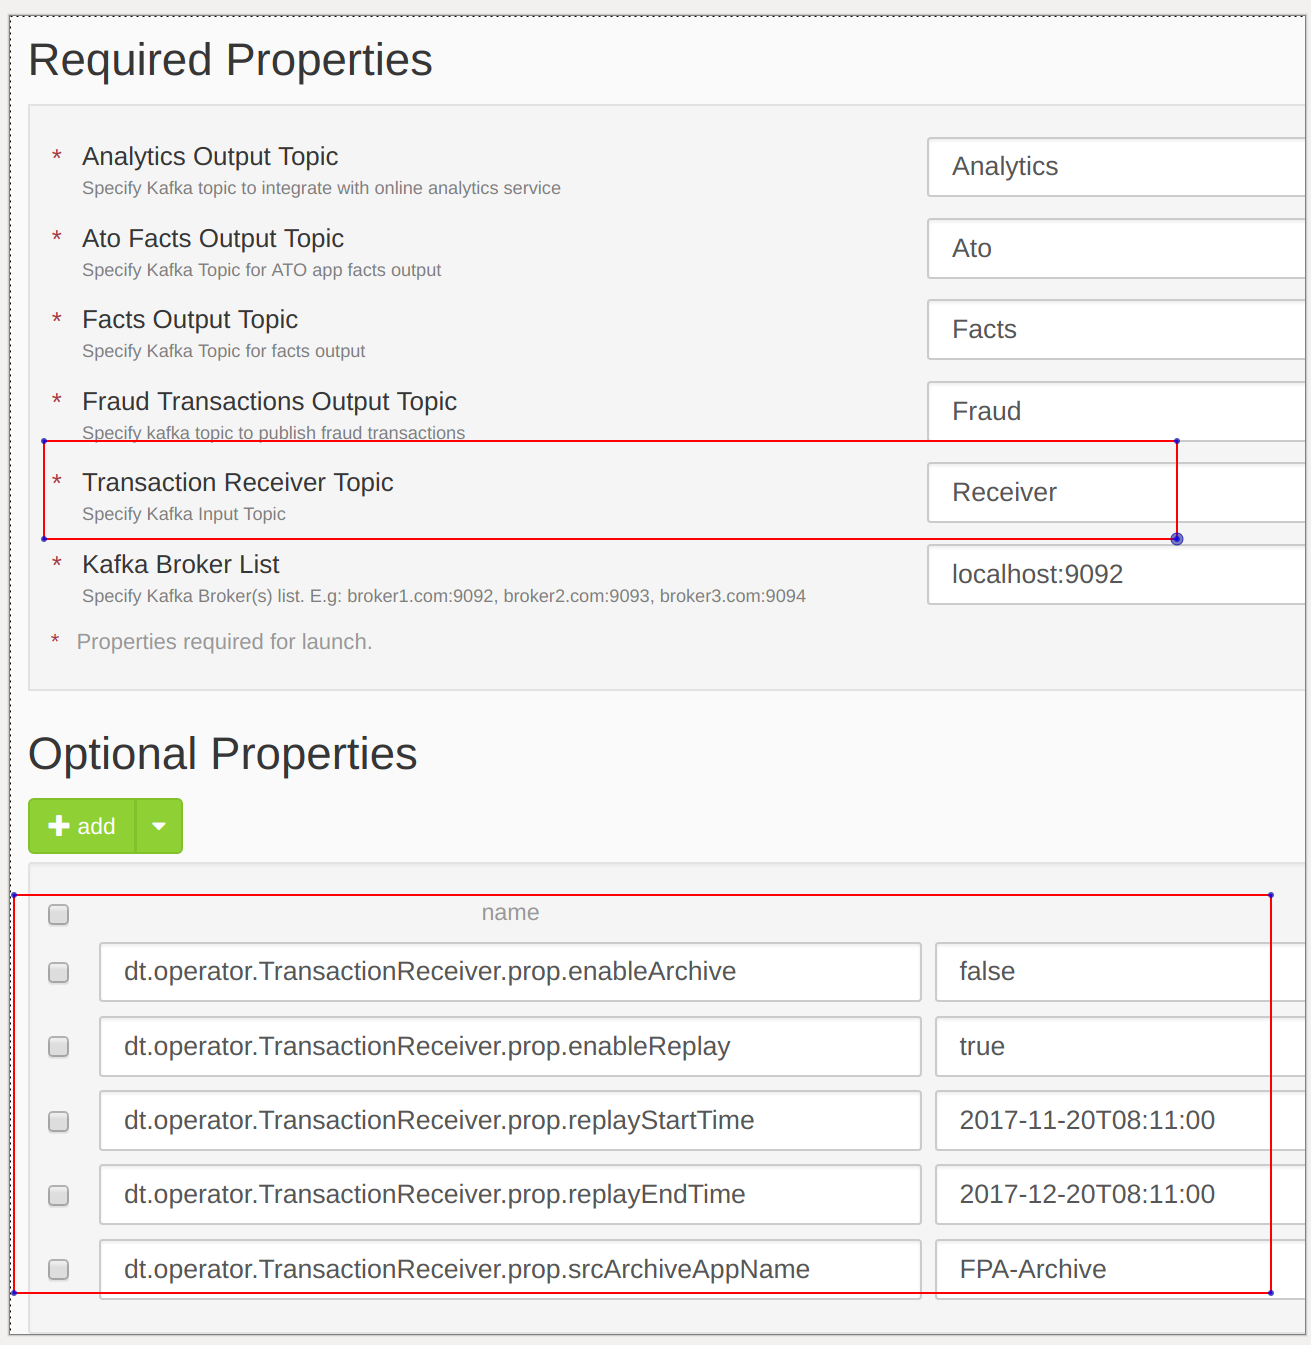 Required Properties
* Analytics Output Topic
Analytics
Specify Kafka topic to integrate with online analytics service
* Ato Facts Output Topic
Ato
Specify Kafka Topic for ATO app facts output
* Facts Output Topic
Facts
Specify Kafka Topic for facts output
* Fraud Transactions Output Topic
Fraud
Specify kafka topic to publish fraud transactions
* Transaction Receiver Topic
Receiver
Specify Kafka Input Topic
* Kafka Broker List
localhost:9092
Specify Kafka Broker(s) list. E.g: broker1.com:9092, broker2.com:9093, broker3.com:9094
* Properties required for launch.
Optional Properties
add
name
dt.operator.TransactionReceiver.prop.enableArchive
false
dt.operator.TransactionReceiver.prop.enableReplay
true
dt.operator.TransactionReceiver.prop.replayStartTime
2017-11-20T08:11:00
dt.operator.TransactionReceiver.prop.replayEndTime
2017-12-20T08:11:00
dt.operator.TransactionReceiver.prop.srcArchiveAppName
FPA-Archive